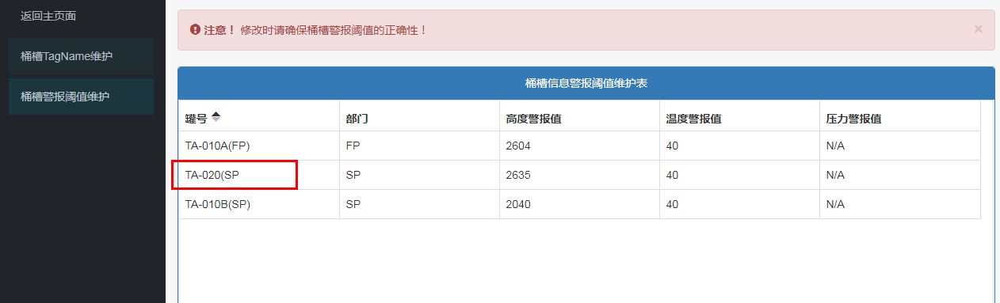 返回主页面
桶槽TagName维护
桶槽警报阈值维护
注意！ 修改时请确保桶槽警报阈值的正确性！ ×
桶槽信息警报阈值维护表
罐号 部门 高度警报值 温度警报值 压力警报值
TA-010A(FP) FP 2604 40 N/A
TA-020(SP SP 2635 40 N/A
TA-010B(SP) SP 2040 40 N/A